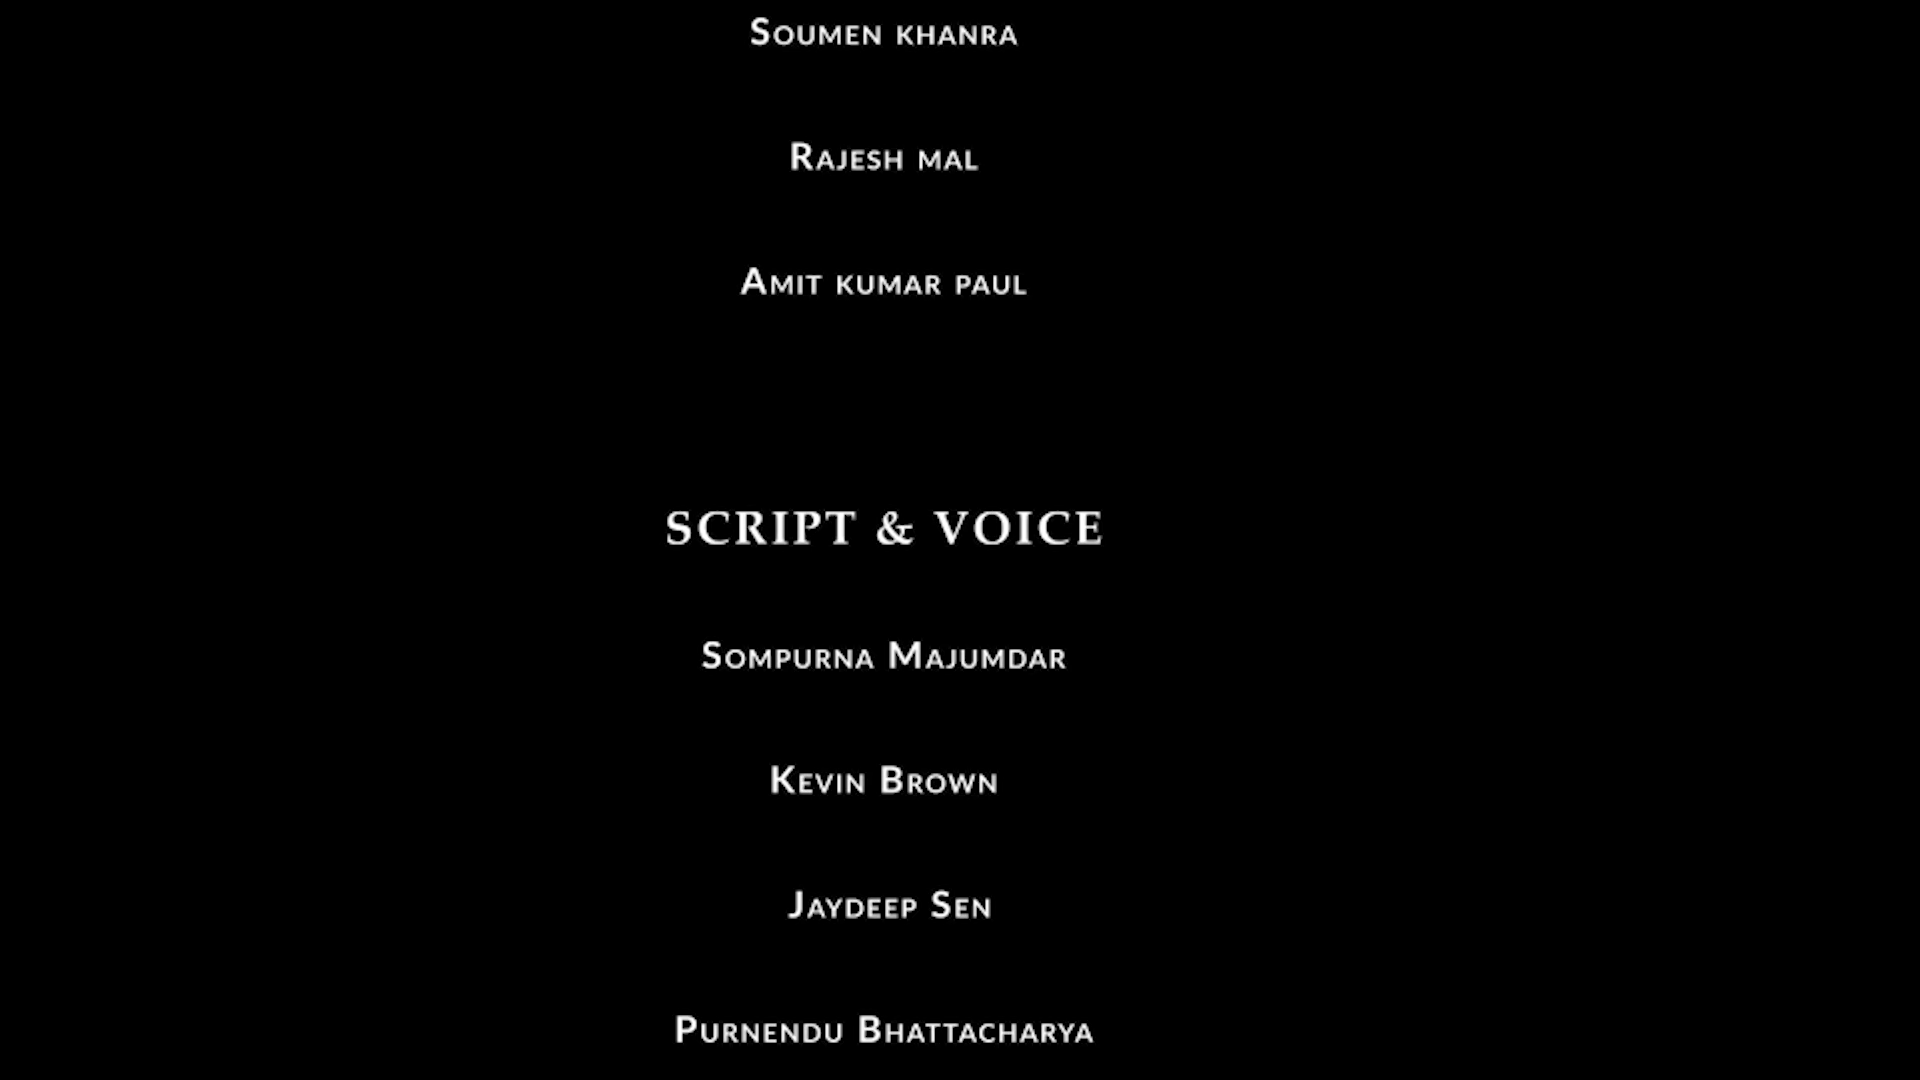 Soumen khanra
Rajesh mal
Amit kumar paul
SCRIPT & VOICE
Sompurna Majumdar
Kevin Brown
Jaydeep Sen
Purnendu Bhattacharya